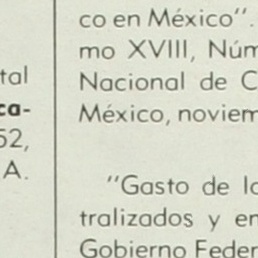 tal
ca-
52,
A.
co en México".
mo XVIII, Núm
Nacional de C
México, noviem
"Gasto de lo
tralizados y en
Gobierno Feder